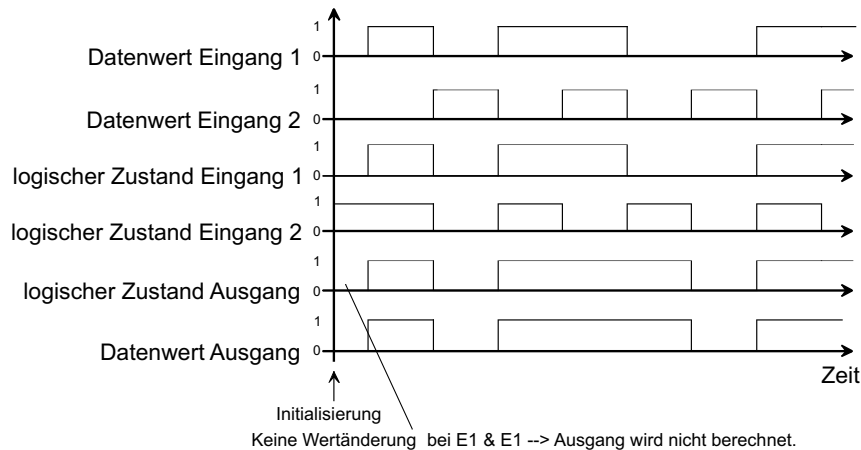 1
Datenwert Eingang 1 0
1
Datenwert Eingang 2 0
1
logischer Zustand Eingang 1 0
1
logischer Zustand Eingang 2 0
1
logischer Zustand Ausgang 0
1
Datenwert Ausgang 0
Zeit
Initialisierung
Keine Wertänderung bei E1 & E1 --> Ausgang wird nicht berechnet.